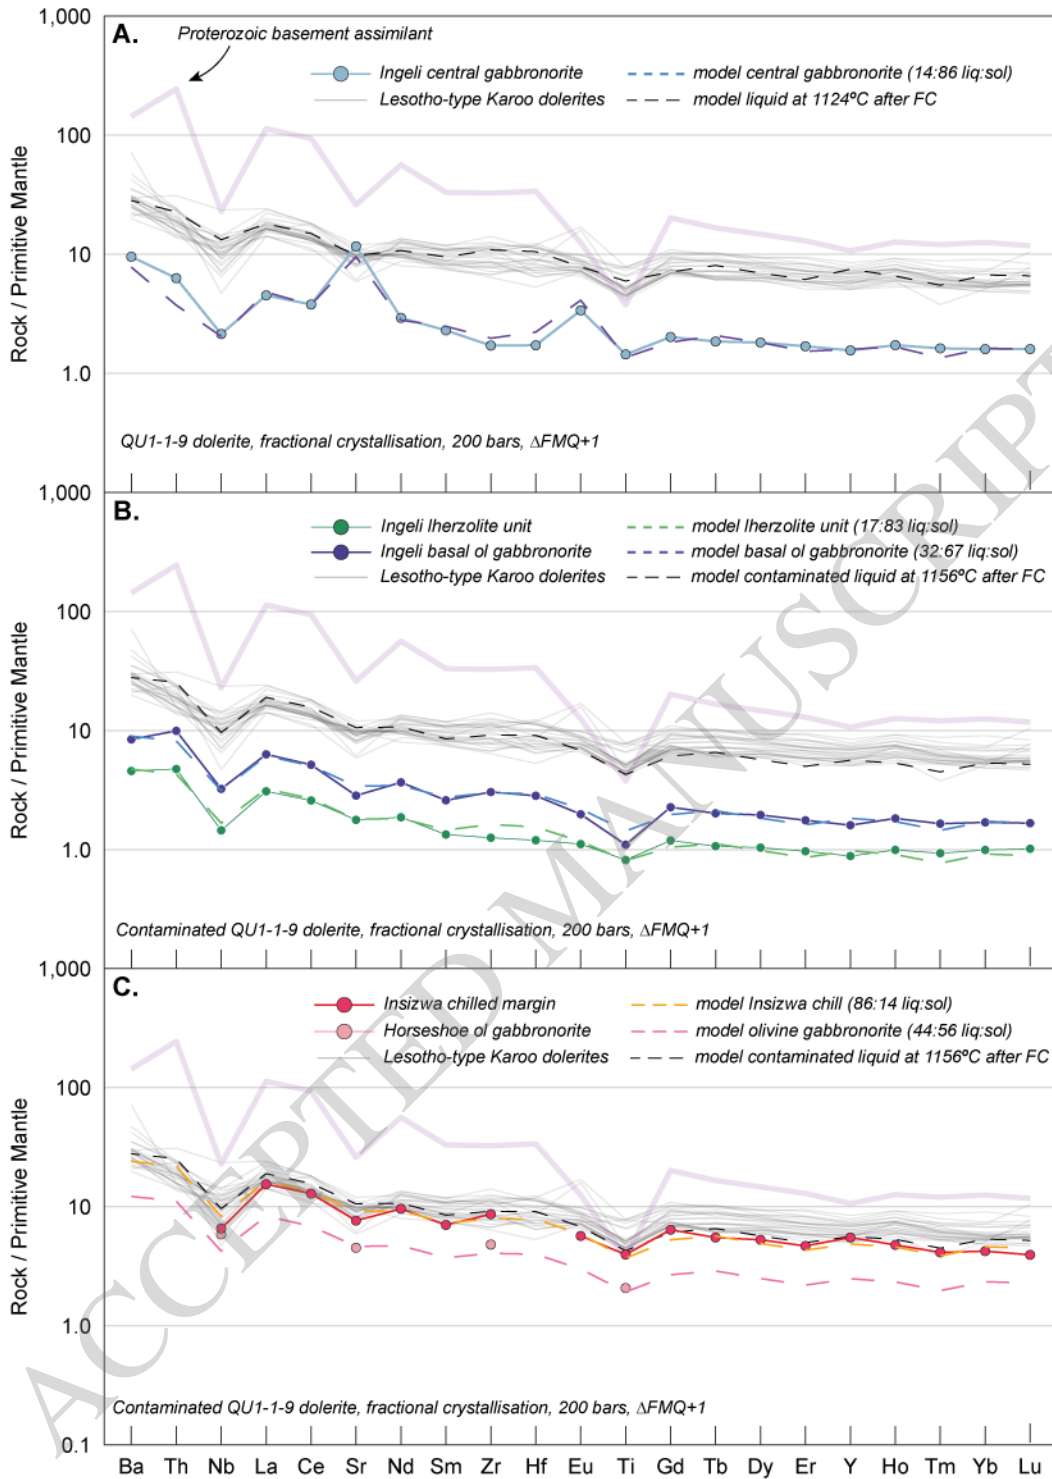 1,000
A.
Proterozoic basement assimilant
Ingeli central gabbronorite
model central gabbronorite (14:86 liq:sol)
Lesotho-type Karoo dolerites
model liquid at 1124ºC after FC
100
10
1.0
Rock / Primitive Mantle
QU1-1-9 dolerite, fractional crystallisation, 200 bars, ΔFMQ+1
1,000
B.
Ingeli lherzolite unit
model lherzolite unit (17:83 liq:sol)
Ingeli basal ol gabbronorite
model basal ol gabbronorite (32:67 liq:sol)
Lesotho-type Karoo dolerites
model contaminated liquid at 1156ºC after FC
100
10
1.0
Rock / Primitive Mantle
Contaminated QU1-1-9 dolerite, fractional crystallisation, 200 bars, ΔFMQ+1
1,000
C.
Insizwa chilled margin
model Insizwa chill (86:14 liq:sol)
Horseshoe ol gabbronorite
model olivine gabbronorite (44:56 liq:sol)
Lesotho-type Karoo dolerites
model contaminated liquid at 1156ºC after FC
100
10
1.0
0.1
Rock / Primitive Mantle
Contaminated QU1-1-9 dolerite, fractional crystallisation, 200 bars, ΔFMQ+1
Ba Th Nb La Ce Sr Nd Sm Zr Hf Eu Ti Gd Tb Dy Er Y Ho Tm Yb Lu
ACCEPTED MANUSCRIPT